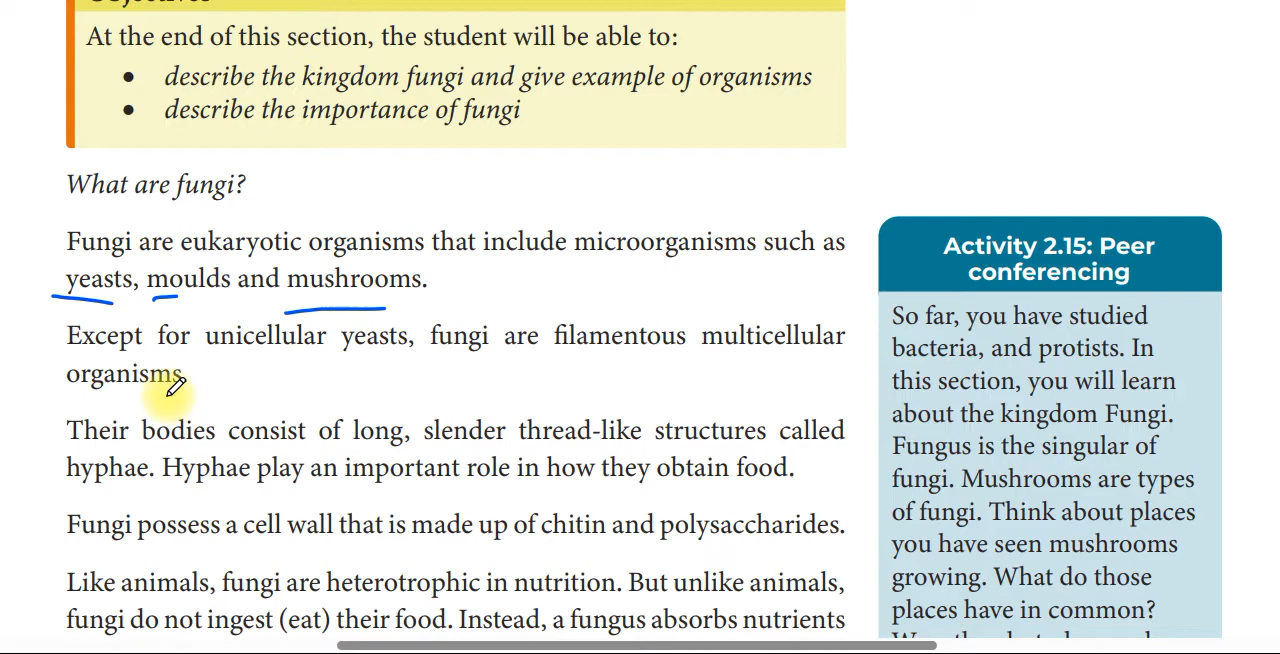 At the end of this section, the student will be able to:
• describe the kingdom fungi and give example of organisms
• describe the importance of fungi
What are fungi?
Fungi are eukaryotic organisms that include microorganisms such as
yeasts, moulds and mushrooms.
Except for unicellular yeasts, fungi are filamentous multicellular
organisms.
Their bodies consist of long, slender thread-like structures called
hyphae. Hyphae play an important role in how they obtain food.
Fungi possess a cell wall that is made up of chitin and polysaccharides.
Like animals, fungi are heterotrophic in nutrition. But unlike animals,
fungi do not ingest (eat) their food. Instead, a fungus absorbs nutrients
Activity 2.15: Peer
conferencing
So far, you have studied
bacteria, and protists. In
this section, you will learn
about the kingdom Fungi.
Fungus is the singular of
fungi. Mushrooms are types
of fungi. Think about places
you have seen mushrooms
growing. What do those
places have in common?